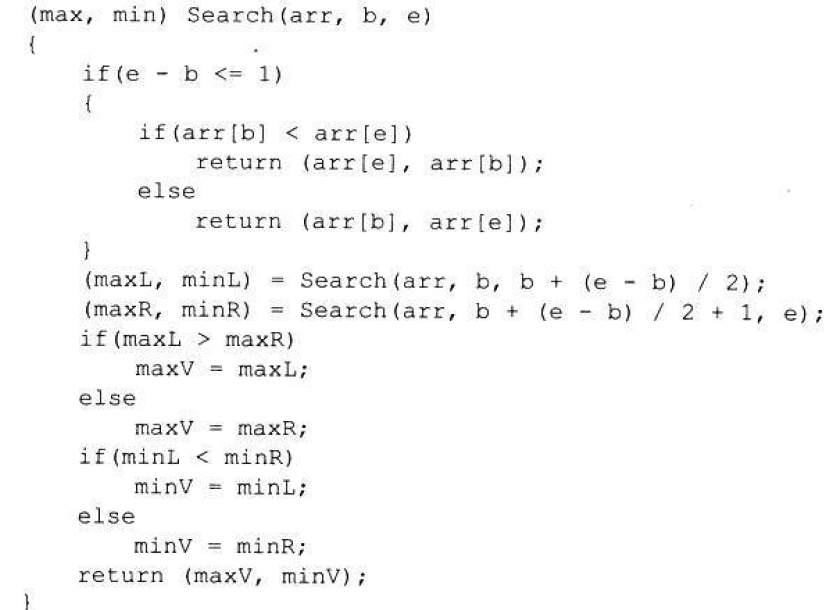 (max, min) Search(arr, b, e)
{
    if(e - b <= 1)
    {
        if(arr[b] < arr[e])
            return (arr[e], arr[b]);
        else
            return (arr[b], arr[e]);
    }
    (maxL, minL) = Search(arr, b, b + (e - b) / 2);
    (maxR, minR) = Search(arr, b + (e - b) / 2 + 1, e);
    if(maxL > maxR)
        maxV = maxL;
    else
        maxV = maxR;
    if(minL < minR)
        minV = minL;
    else
        minV = minR;
    return (maxV, minV);
}